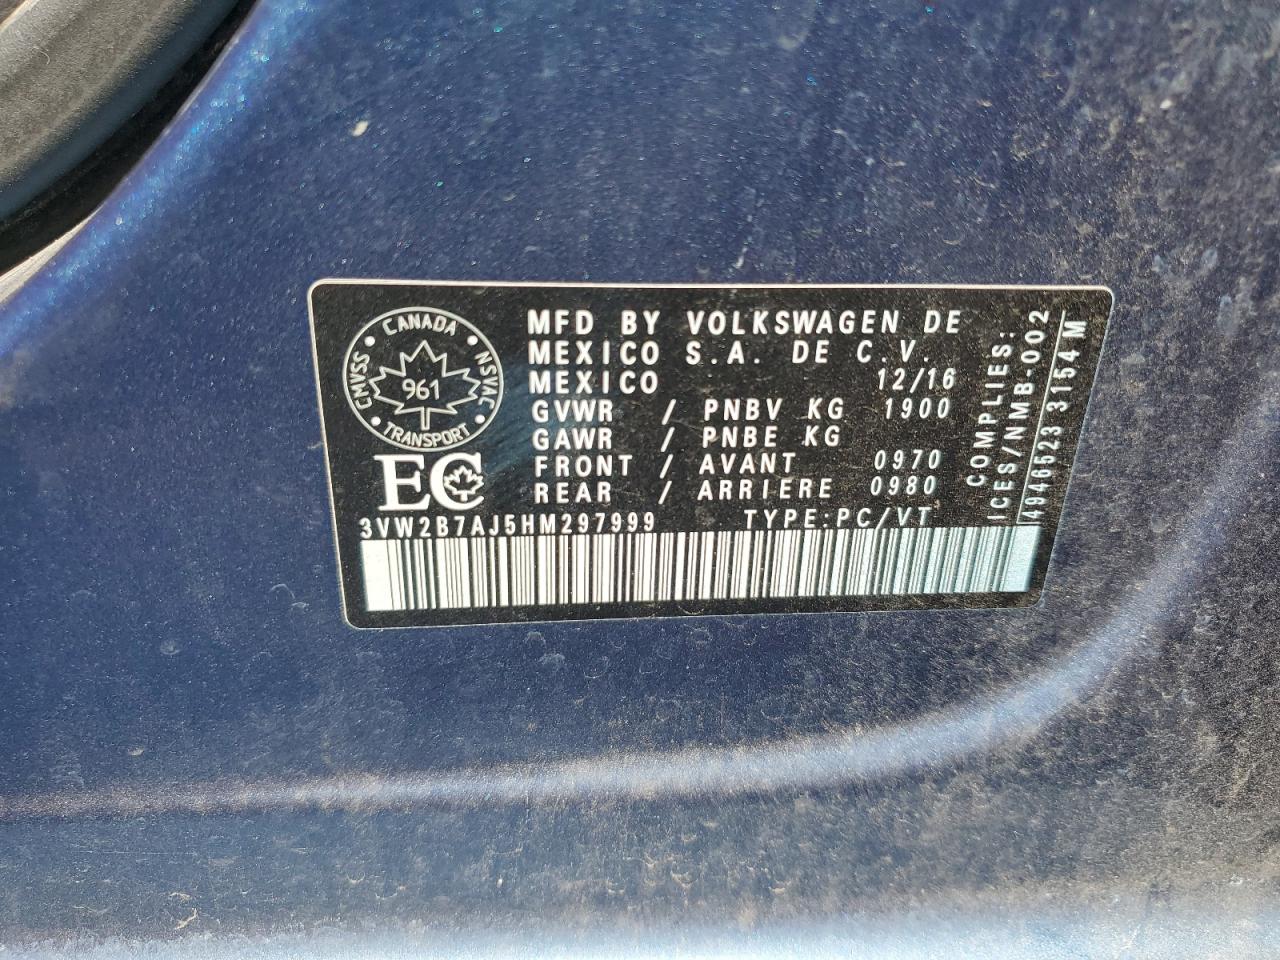 CANADA
CMVSS
NSVAC
961
TRANSPORT
EC
MFD BY VOLKSWAGEN DE
MEXICO S.A. DE C.V.
MEXICO 12/16
GVWR / PNBV KG 1900
GAWR / PNBE KG
FRONT / AVANT 0970
REAR / ARRIERE 0980
3VW2B7AJ5HM297999 TYPE:PC/VT
COMPLIES:
ICES/NMB-002
4946523 3154 M